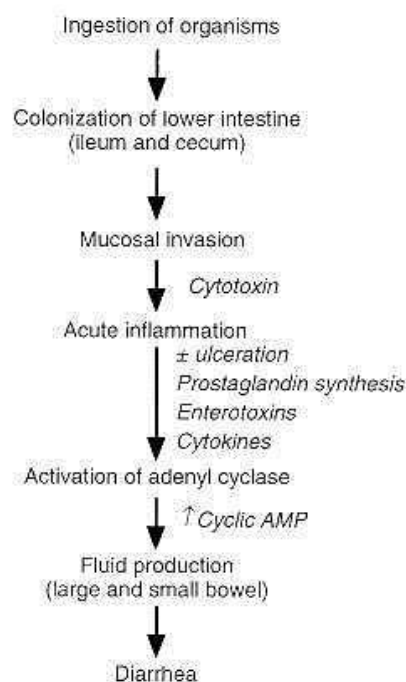 Ingestion of organisms
Colonization of lower intestine
(ileum and cecum)
Mucosal invasion
Cytotoxin
Acute inflammation
± ulceration
Prostaglandin synthesis
Enterotoxins
Cytokines
Activation of adenyl cyclase
↑ Cyclic AMP
Fluid production
(large and small bowel)
Diarrhea